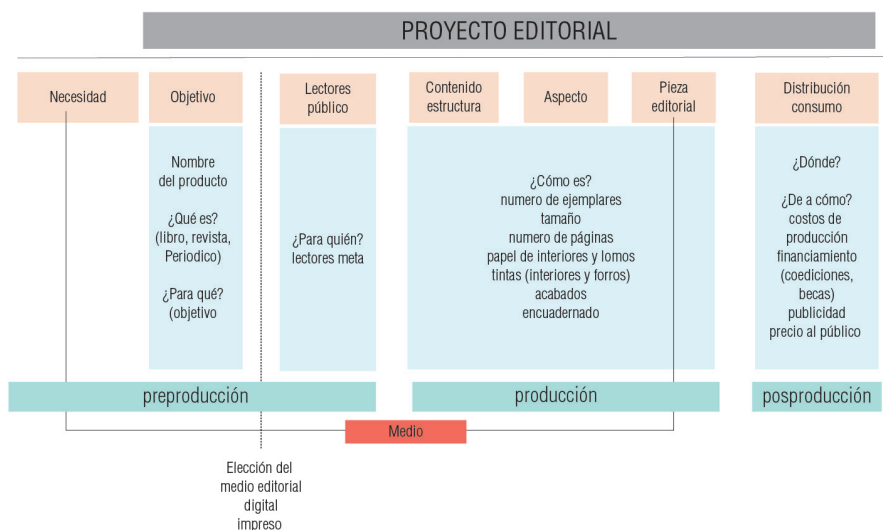 PROYECTO EDITORIAL
Necesidad
Objetivo
Lectores
público
Contenido
estructura
Aspecto
Pieza
editorial
Distribución
consumo
Nombre
del producto
¿Qué es?
(libro, revista,
Periodico)
¿Para qué?
(objetivo
¿Para quién?
lectores meta
¿Cómo es?
numero de ejemplares
tamaño
numero de páginas
papel de interiores y lomos
tintas (interiores y forros)
acabados
encuadernado
¿Dónde?
¿De a cómo?
costos de
producción
financiamiento
(coediciones,
becas)
publicidad
precio al público
preproducción
producción
posproducción
Medio
Elección del
medio editorial
digital
impreso